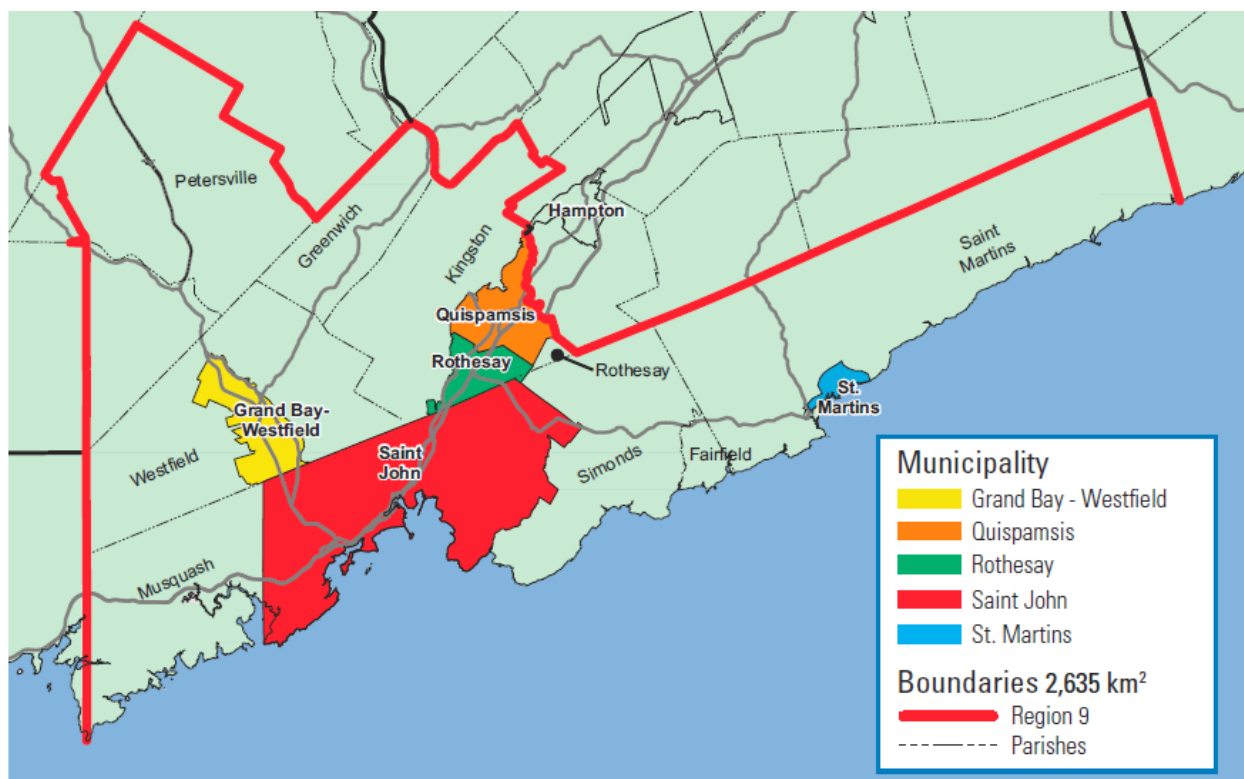 Petersville
Greenwich
Kingston
Hampton
Saint
Martins
Quispamsis
Rothesay
Rothesay
Grand Bay-
Westfield
St.
Martins
Westfield
Saint
John
Simonds
Fairfield
Musquash
Municipality
Grand Bay - Westfield
Quispamsis
Rothesay
Saint John
St. Martins
Boundaries 2,635 km²
Region 9
Parishes